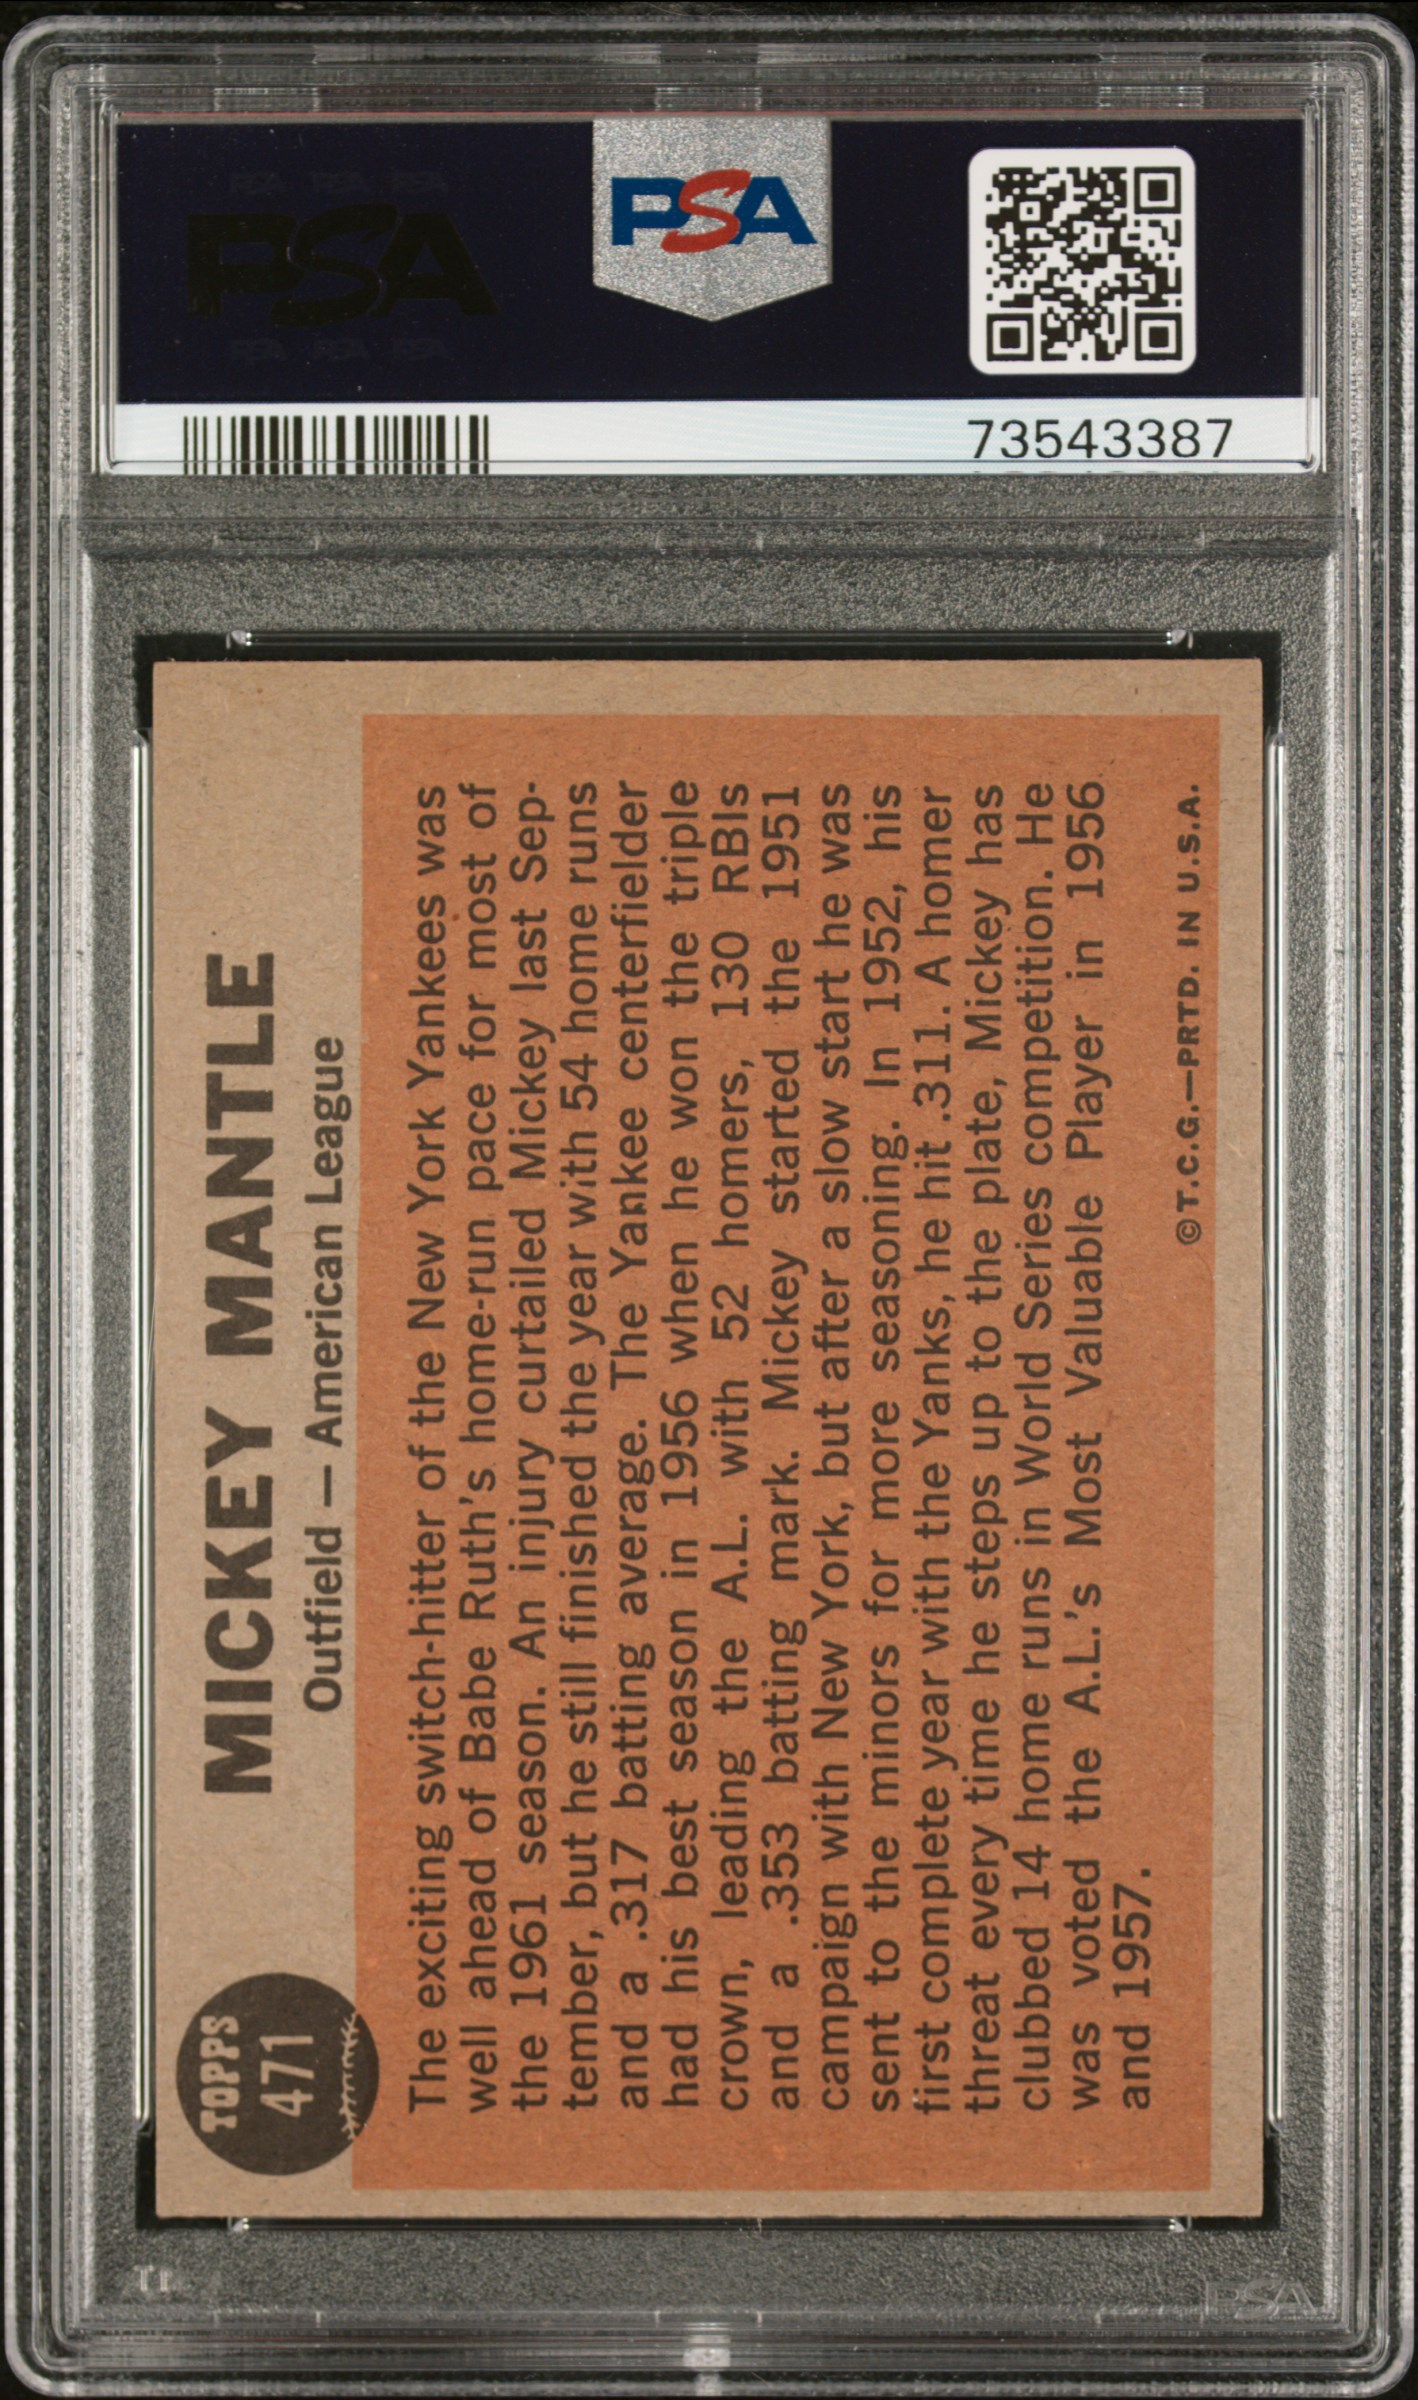 PSA
PSA
73543387
TOPPS
471
MICKEY MANTLE
Outfield — American League
The exciting switch-hitter of the New York Yankees was
well ahead of Babe Ruth's home-run pace for most of
the 1961 season. An injury curtailed Mickey last Sep-
tember, but he still finished the year with 54 home runs
and a .317 batting average. The Yankee centerfielder
had his best season in 1956 when he won the triple
crown, leading the A.L. with 52 homers, 130 RBIs
and a .353 batting mark. Mickey started the 1951
campaign with New York, but after a slow start he was
sent to the minors for more seasoning. In 1952, his
first complete year with the Yanks, he hit .311. A homer
threat every time he steps up to the plate, Mickey has
clubbed 14 home runs in World Series competition. He
was voted the A.L.'s Most Valuable Player in 1956
and 1957.
©T.C.G.—PRTD. IN U.S.A.
PSA